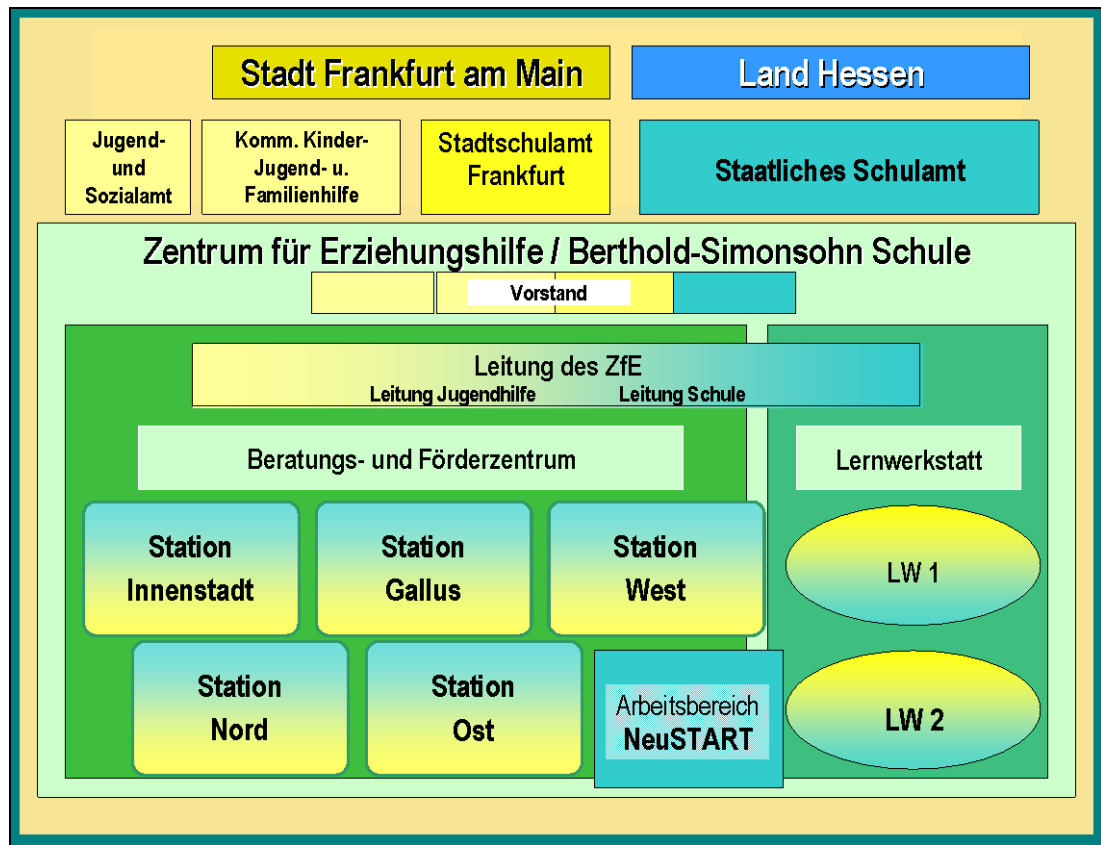 Stadt Frankfurt am Main
Land Hessen
Jugend-
und
Sozialamt
Komm. Kinder-
Jugend- u.
Familienhilfe
Stadtschulamt
Frankfurt
Staatliches Schulamt
Zentrum für Erziehungshilfe / Berthold-Simonsohn Schule
Vorstand
Leitung des ZfE
Leitung Jugendhilfe
Leitung Schule
Beratungs- und Förderzentrum
Lernwerkstatt
Station
Innenstadt
Station
Gallus
Station
West
LW 1
Station
Nord
Station
Ost
Arbeitsbereich
NeuSTART
LW 2